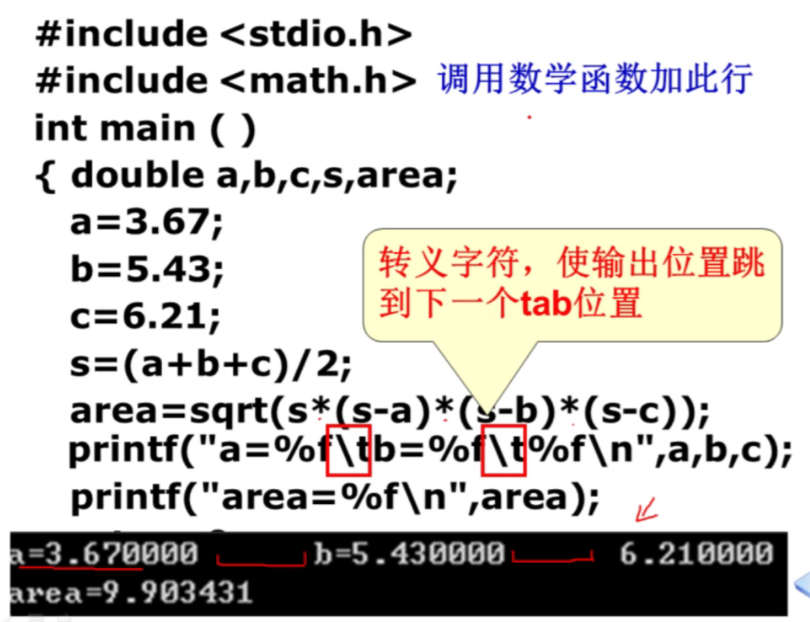 #include <stdio.h>
#include <math.h> 调用数学函数加此行
int main ( )
{ double a,b,c,s,area;
a=3.67;
b=5.43;
c=6.21;
转义字符，使输出位置跳
到下一个tab位置
s=(a+b+c)/2;
area=sqrt(s*(s-a)*(s-b)*(s-c));
printf("a=%f\tb=%f\t%f\n",a,b,c);
printf("area=%f\n",area);
a=3.670000 b=5.430000 6.210000
area=9.903431